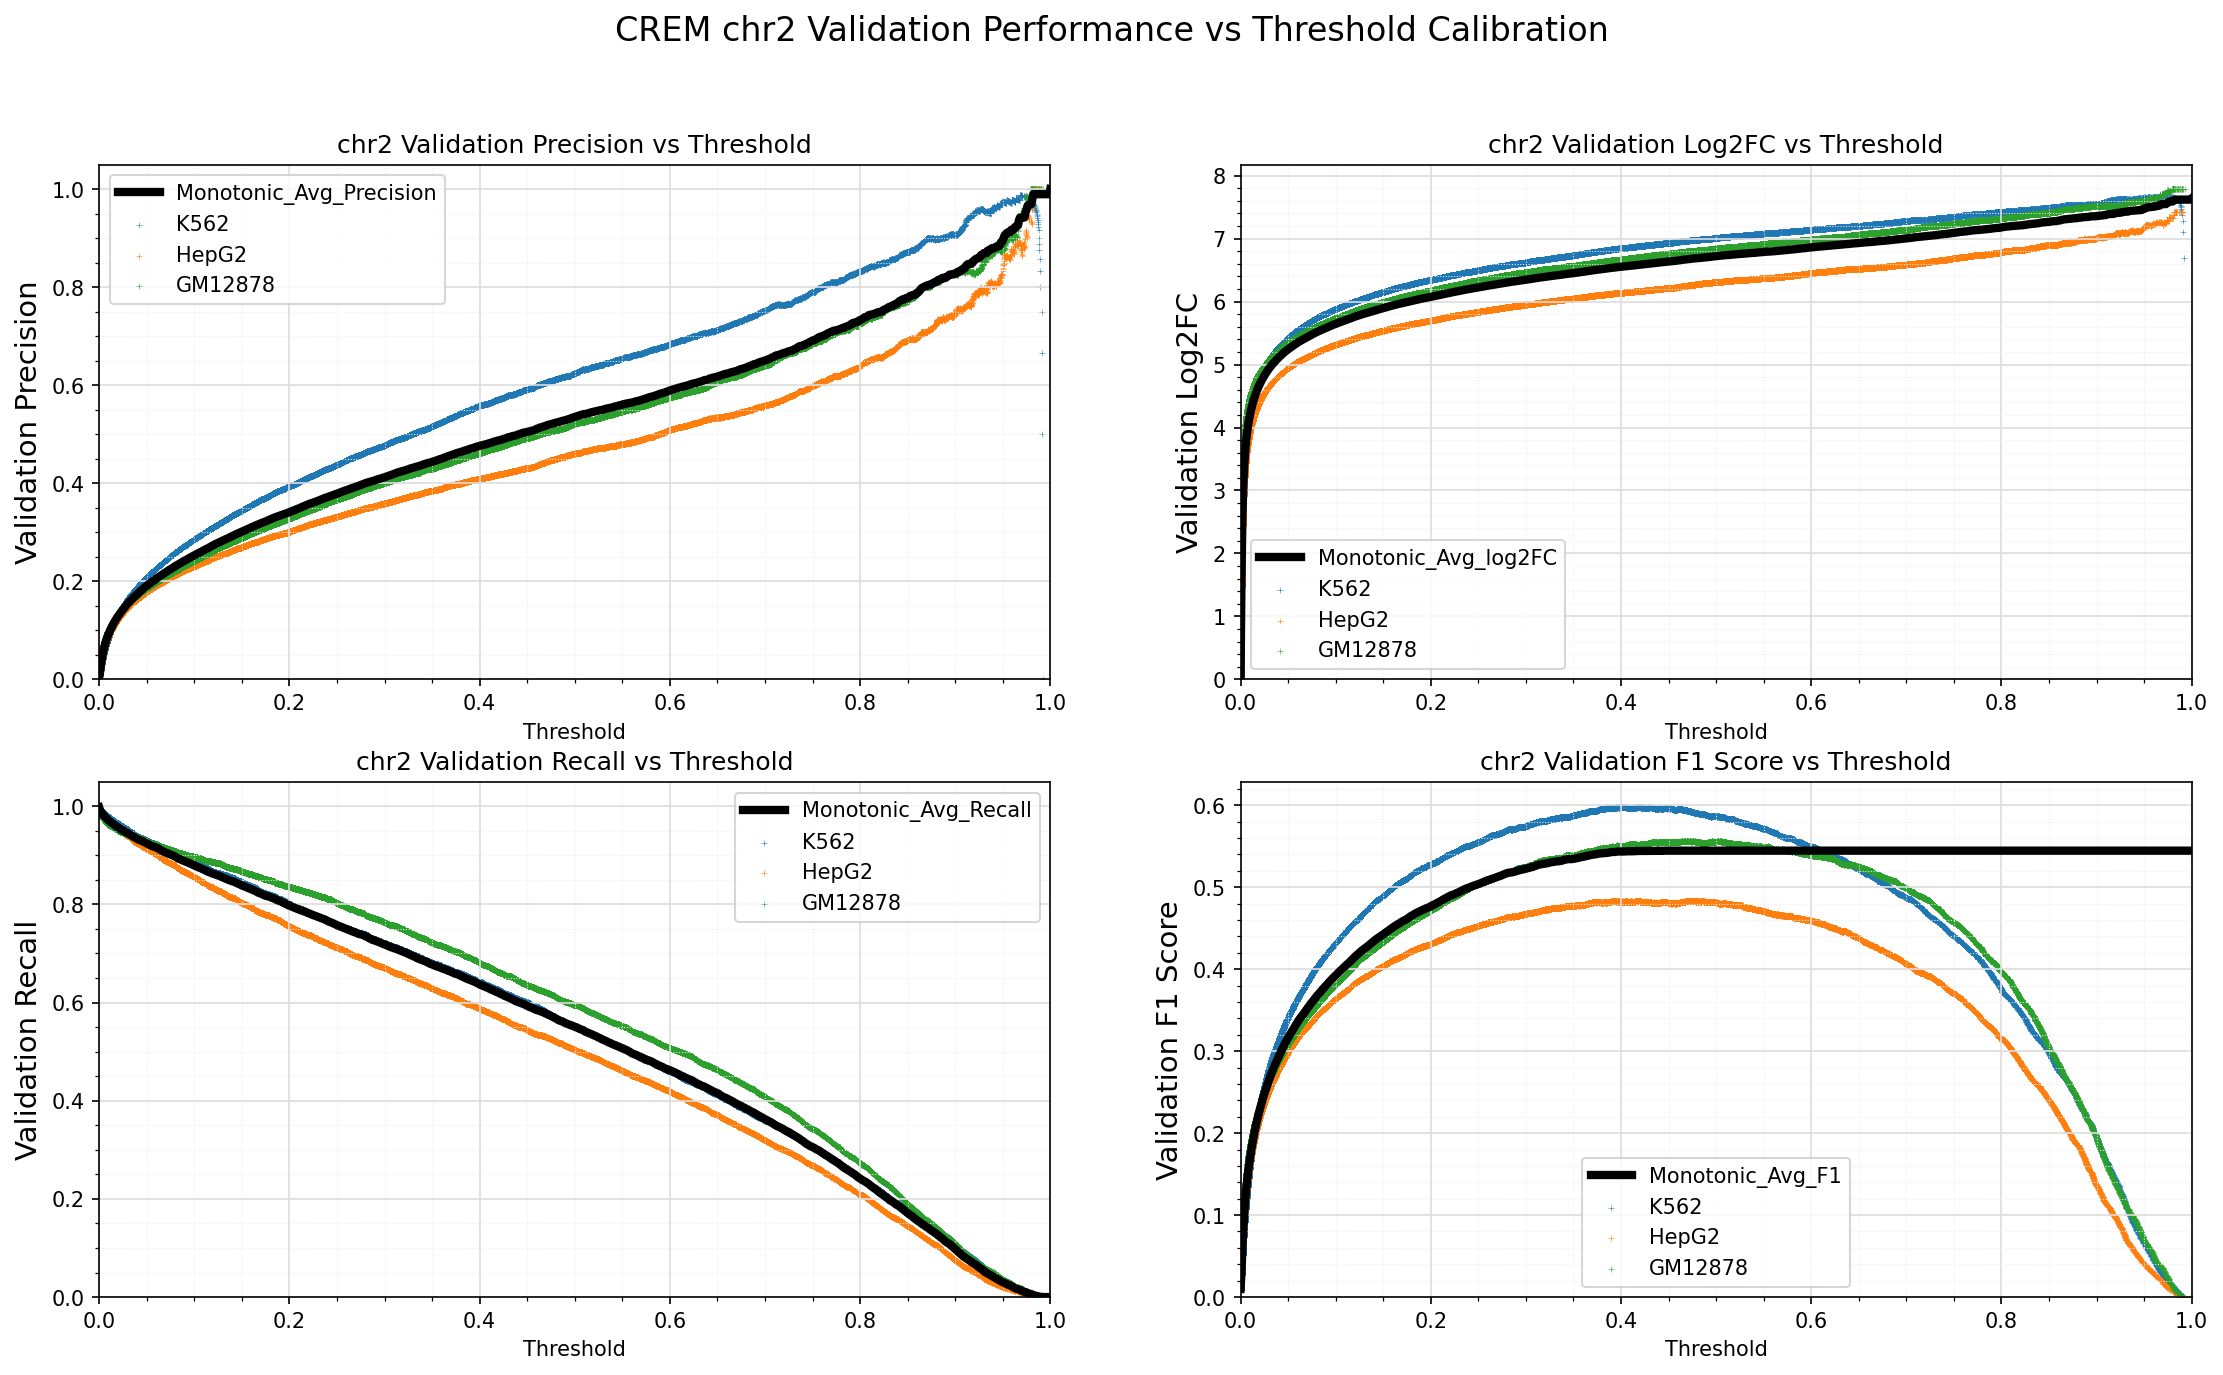 CREM chr2 Validation Performance vs Threshold Calibration
chr2 Validation Precision vs Threshold
Validation Precision
1.0
0.8
0.6
0.4
0.2
0.0
Monotonic_Avg_Precision
K562
HepG2
GM12878
0.0 0.2 0.4 0.6 0.8 1.0
Threshold
chr2 Validation Log2FC vs Threshold
Validation Log2FC
8
7
6
5
4
3
2
1
0
Monotonic_Avg_log2FC
K562
HepG2
GM12878
0.0 0.2 0.4 0.6 0.8 1.0
Threshold
chr2 Validation Recall vs Threshold
Validation Recall
1.0
0.8
0.6
0.4
0.2
0.0
Monotonic_Avg_Recall
K562
HepG2
GM12878
0.0 0.2 0.4 0.6 0.8 1.0
Threshold
chr2 Validation F1 Score vs Threshold
Validation F1 Score
0.6
0.5
0.4
0.3
0.2
0.1
0.0
Monotonic_Avg_F1
K562
HepG2
GM12878
0.0 0.2 0.4 0.6 0.8 1.0
Threshold